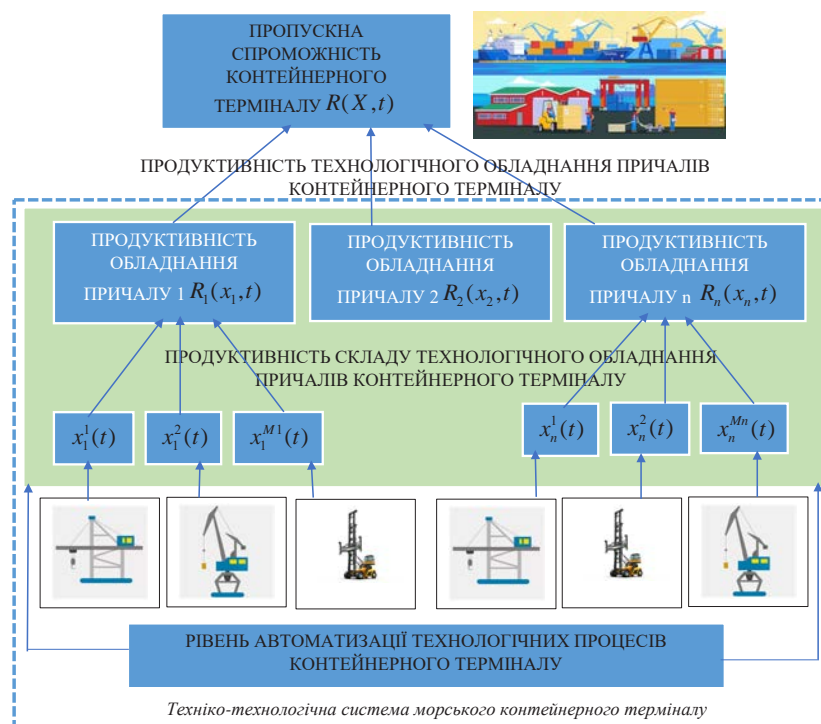 ПРОПУСКНА
СПРОМОЖНІСТЬ
КОНТЕЙНЕРНОГО
ТЕРМІНАЛУ R(X,t)
ПРОДУКТИВНІСТЬ ТЕХНОЛОГІЧНОГО ОБЛАДНАННЯ ПРИЧАЛІВ
КОНТЕЙНЕРНОГО ТЕРМІНАЛУ
ПРОДУКТИВНІСТЬ
ОБЛАДНАННЯ
ПРИЧАЛУ 1 R₁(x₁,t)
ПРОДУКТИВНІСТЬ
ОБЛАДНАННЯ
ПРИЧАЛУ 2 R₂(x₂,t)
ПРОДУКТИВНІСТЬ
ОБЛАДНАННЯ
ПРИЧАЛУ n Rₙ(xₙ,t)
ПРОДУКТИВНІСТЬ СКЛАДУ ТЕХНОЛОГІЧНОГО ОБЛАДНАННЯ
ПРИЧАЛІВ КОНТЕЙНЕРНОГО ТЕРМІНАЛУ
x₁¹(t)
x₁²(t)
x₁ᴹ¹(t)
xₙ¹(t)
xₙ²(t)
xₙᴹⁿ(t)
РІВЕНЬ АВТОМАТИЗАЦІЇ ТЕХНОЛОГІЧНИХ ПРОЦЕСІВ
КОНТЕЙНЕРНОГО ТЕРМІНАЛУ
Техніко-технологічна система морського контейнерного терміналу